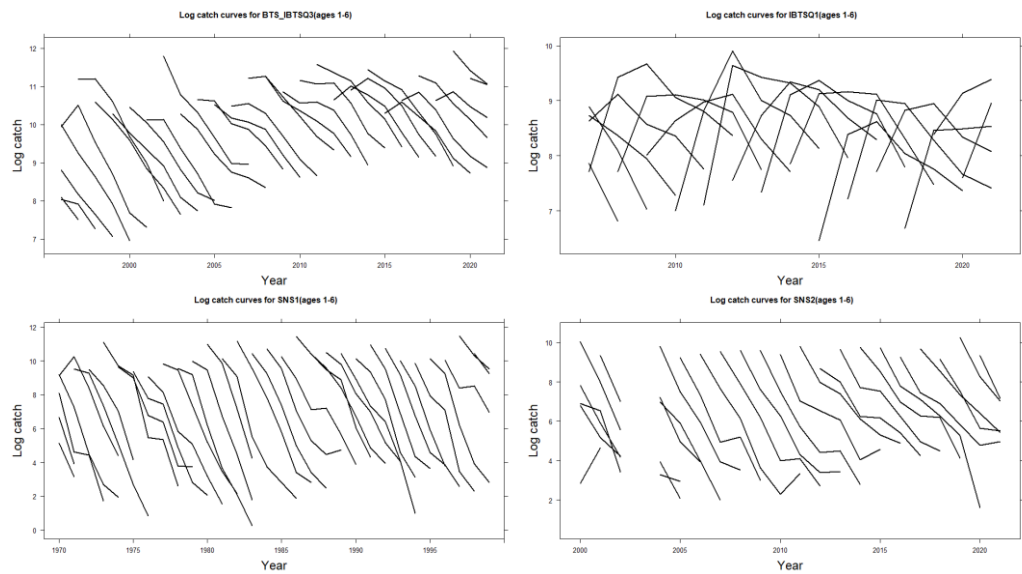 Log catch curves for BTS_IBTSQ3(ages 1-6)
12
11
10
9
8
7
Log catch
2000 2005 2010 2015 2020
Year
Log catch curves for IBTSQ1(ages 1-6)
10
9
8
7
Log catch
2010 2015 2020
Year
Log catch curves for SNS1(ages 1-6)
12
10
8
6
4
2
0
Log catch
1970 1975 1980 1985 1990 1995
Year
Log catch curves for SNS2(ages 1-6)
10
8
6
4
2
Log catch
2000 2005 2010 2015 2020
Year